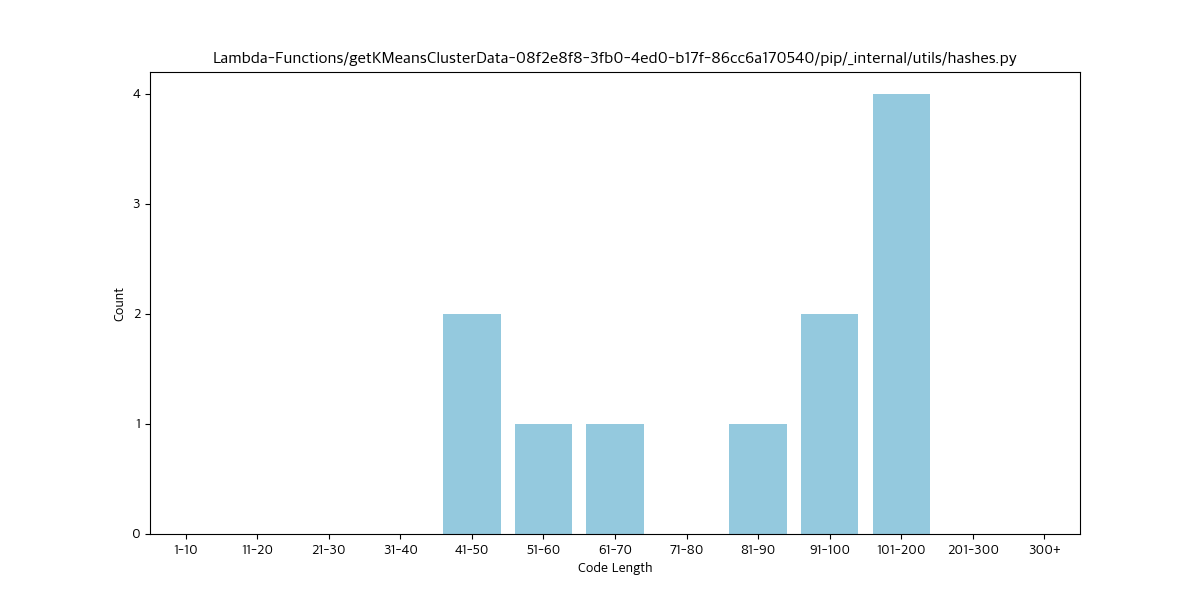 Lambda-Functions/getKMeansClusterData-08f2e8f8-3fb0-4ed0-b17f-86cc6a170540/pip/_internal/utils/hashes.py
4
3
2
1
0
Count
1-10 11-20 21-30 31-40 41-50 51-60 61-70 71-80 81-90 91-100 101-200 201-300 300+
Code Length